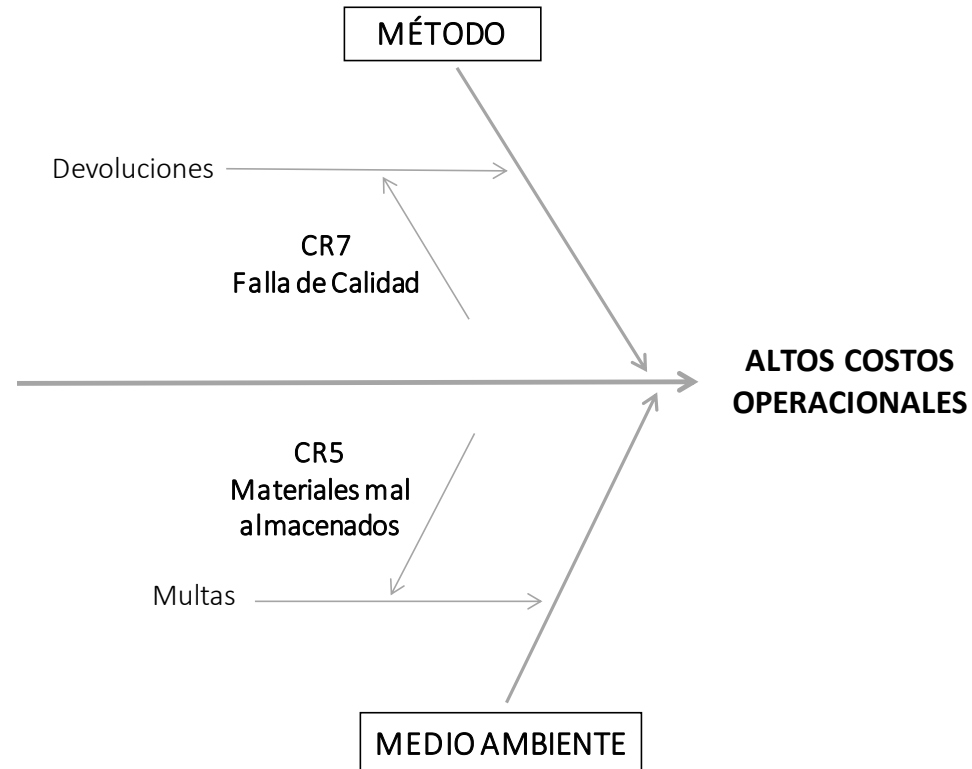 MÉTODO
Devoluciones
CR7
Falla de Calidad
ALTOS COSTOS
OPERACIONALES
CR5
Materiales mal
almacenados
Multas
MEDIO AMBIENTE